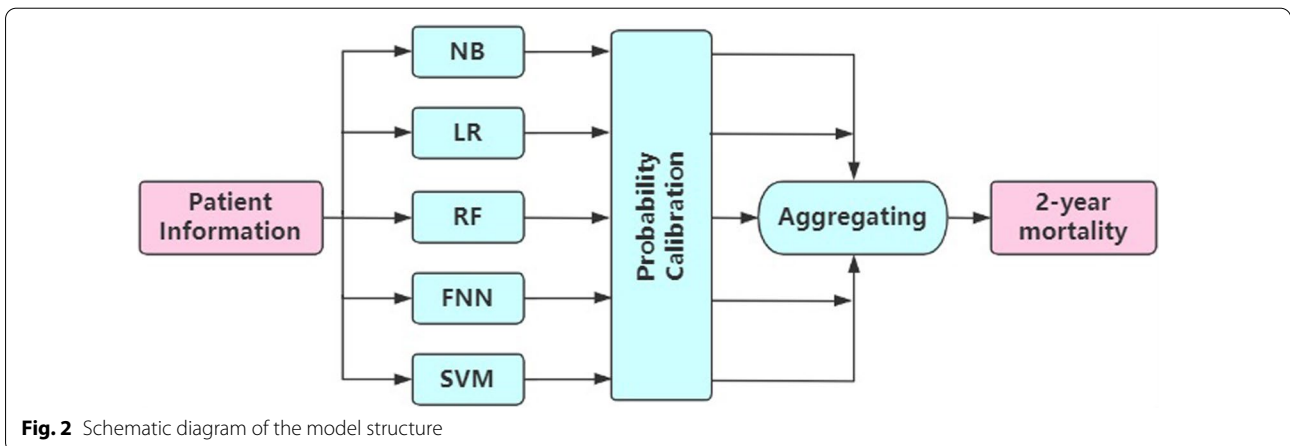 NB
LR
RF
FNN
SVM
Patient
Information
Probability
Calibration
Aggregating
2-year
mortality
Fig. 2 Schematic diagram of the model structure